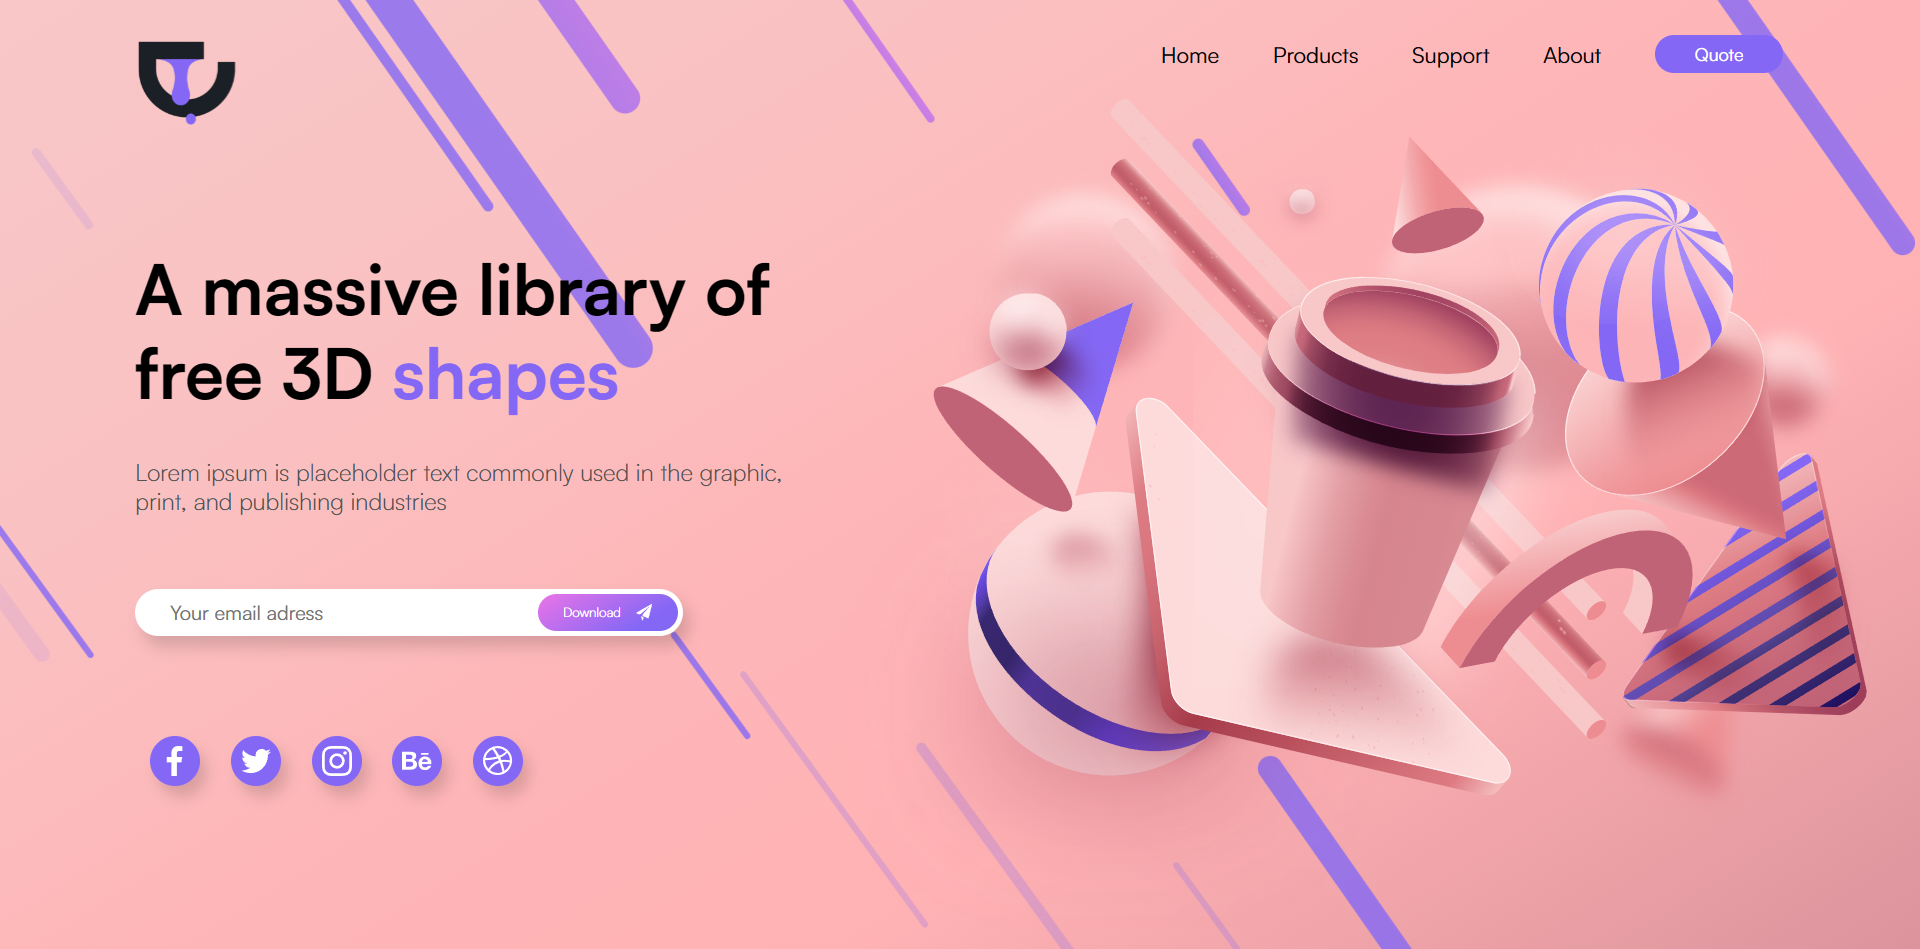 Home Products Support About Quote
A massive library of
free 3D shapes
Lorem ipsum is placeholder text commonly used in the graphic,
print, and publishing industries
Your email adress Download
Bē